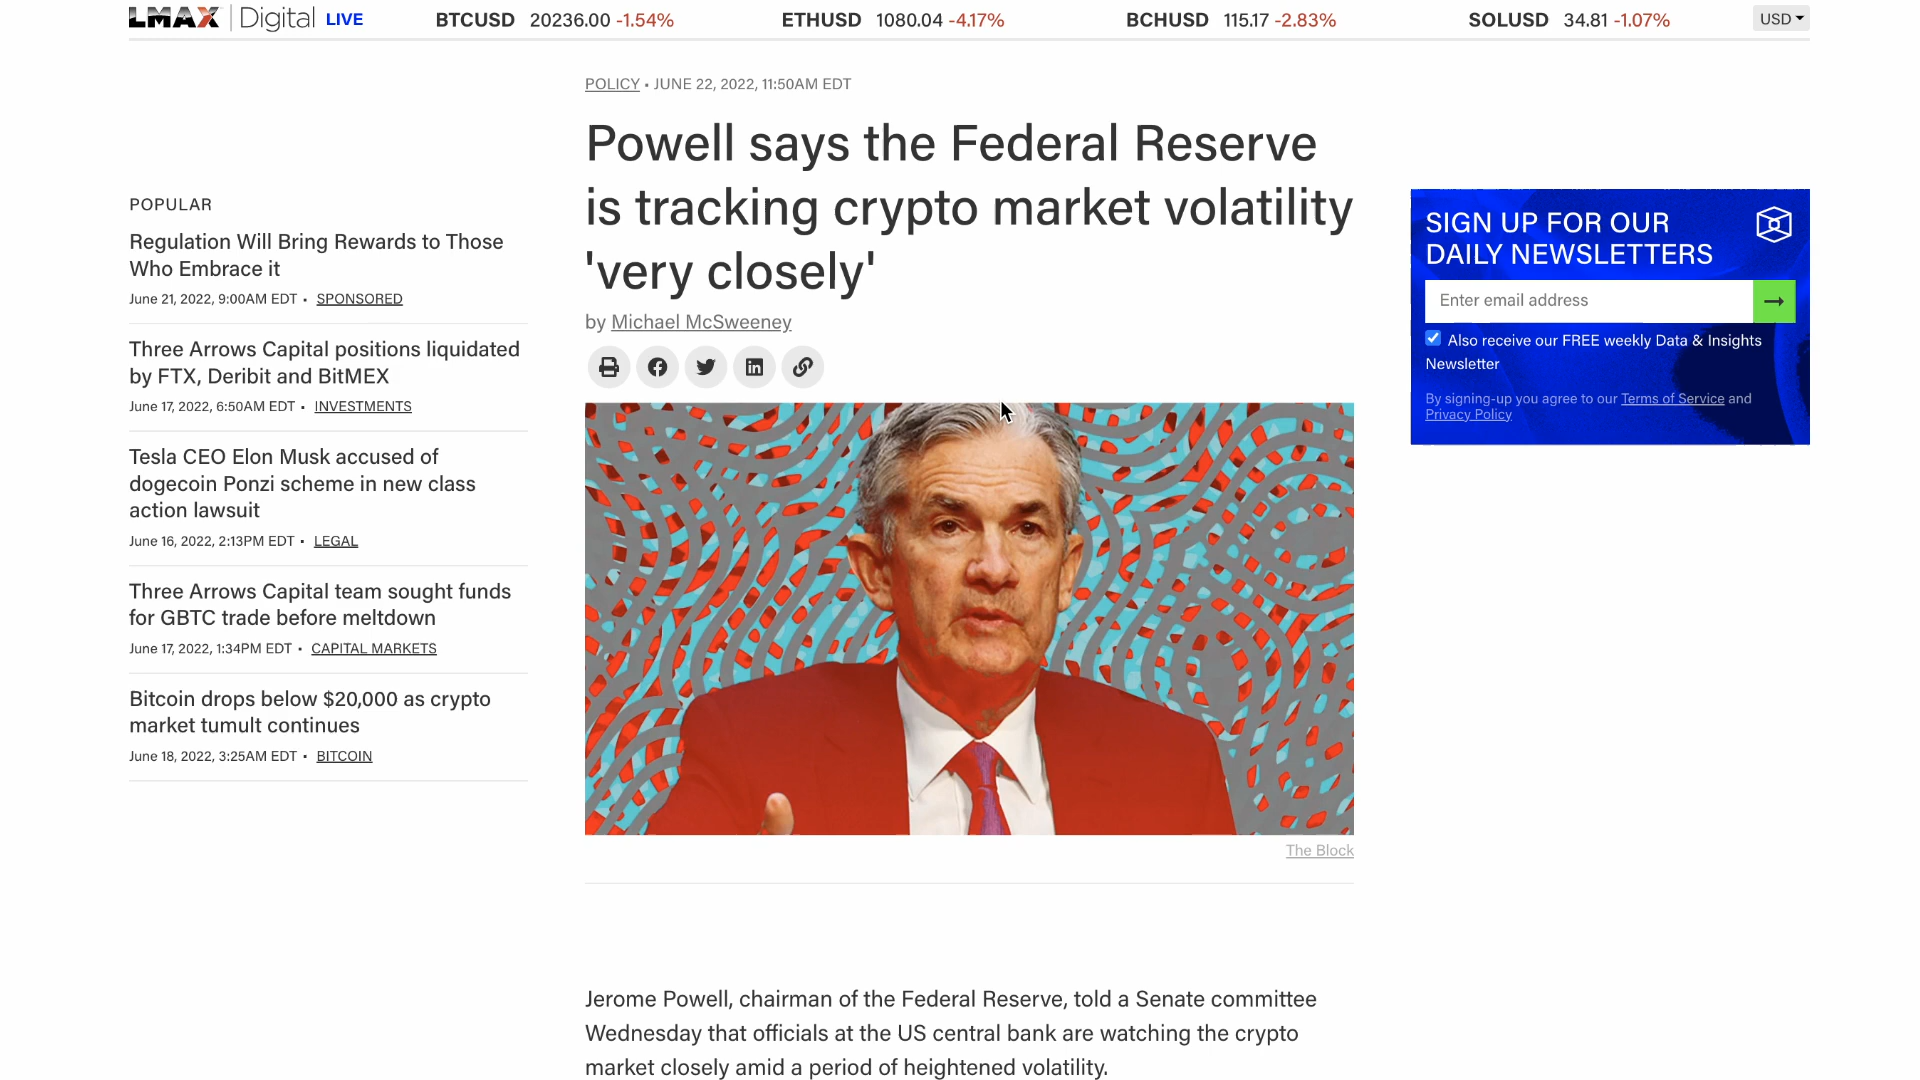 LMAX Digital LIVE BTCUSD 20236.00 -1.54% ETHUSD 1080.04 -4.17% BCHUSD 115.17 -2.83% SOLUSD 34.81 -1.07% USD
POLICY • JUNE 22, 2022, 11:50AM EDT
Powell says the Federal Reserve
is tracking crypto market volatility
'very closely'
by Michael McSweeney
POPULAR
Regulation Will Bring Rewards to Those
Who Embrace it
June 21, 2022, 9:00AM EDT • SPONSORED
Three Arrows Capital positions liquidated
by FTX, Deribit and BitMEX
June 17, 2022, 6:50AM EDT • INVESTMENTS
Tesla CEO Elon Musk accused of
dogecoin Ponzi scheme in new class
action lawsuit
June 16, 2022, 2:13PM EDT • LEGAL
Three Arrows Capital team sought funds
for GBTC trade before meltdown
June 17, 2022, 1:34PM EDT • CAPITAL MARKETS
Bitcoin drops below $20,000 as crypto
market tumult continues
June 18, 2022, 3:25AM EDT • BITCOIN
SIGN UP FOR OUR
DAILY NEWSLETTERS
Enter email address
Also receive our FREE weekly Data & Insights
Newsletter
By signing-up you agree to our Terms of Service and
Privacy Policy
The Block
Jerome Powell, chairman of the Federal Reserve, told a Senate committee
Wednesday that officials at the US central bank are watching the crypto
market closely amid a period of heightened volatility.